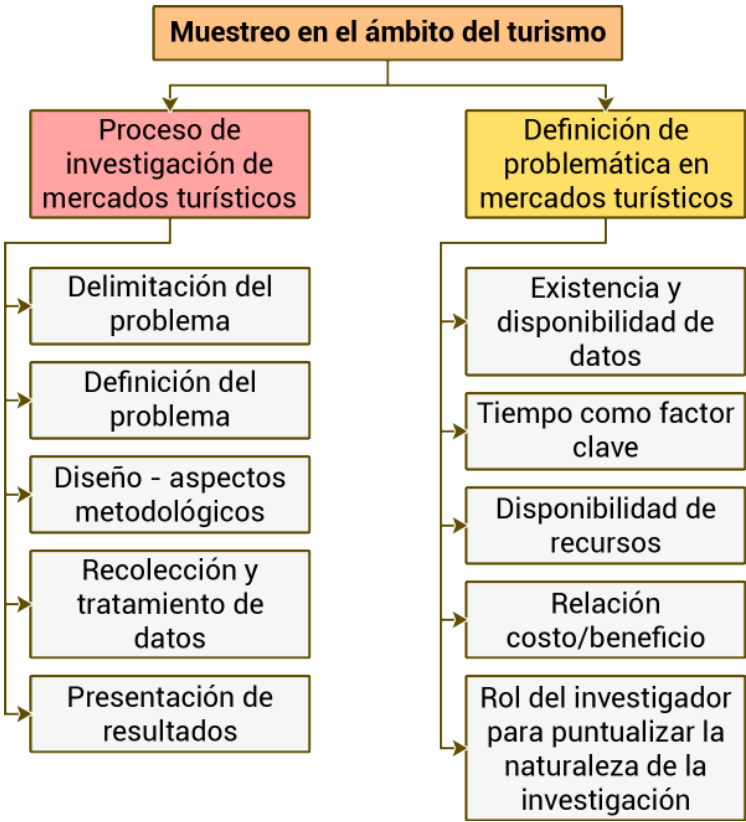 Muestreo en el ámbito del turismo
Proceso de
investigación de
mercados turísticos
Delimitación del
problema
Definición del
problema
Diseño - aspectos
metodológicos
Recolección y
tratamiento de
datos
Presentación de
resultados
Definición de
problemática en
mercados turísticos
Existencia y
disponibilidad de
datos
Tiempo como factor
clave
Disponibilidad de
recursos
Relación
costo/beneficio
Rol del investigador
para puntualizar la
naturaleza de la
investigación